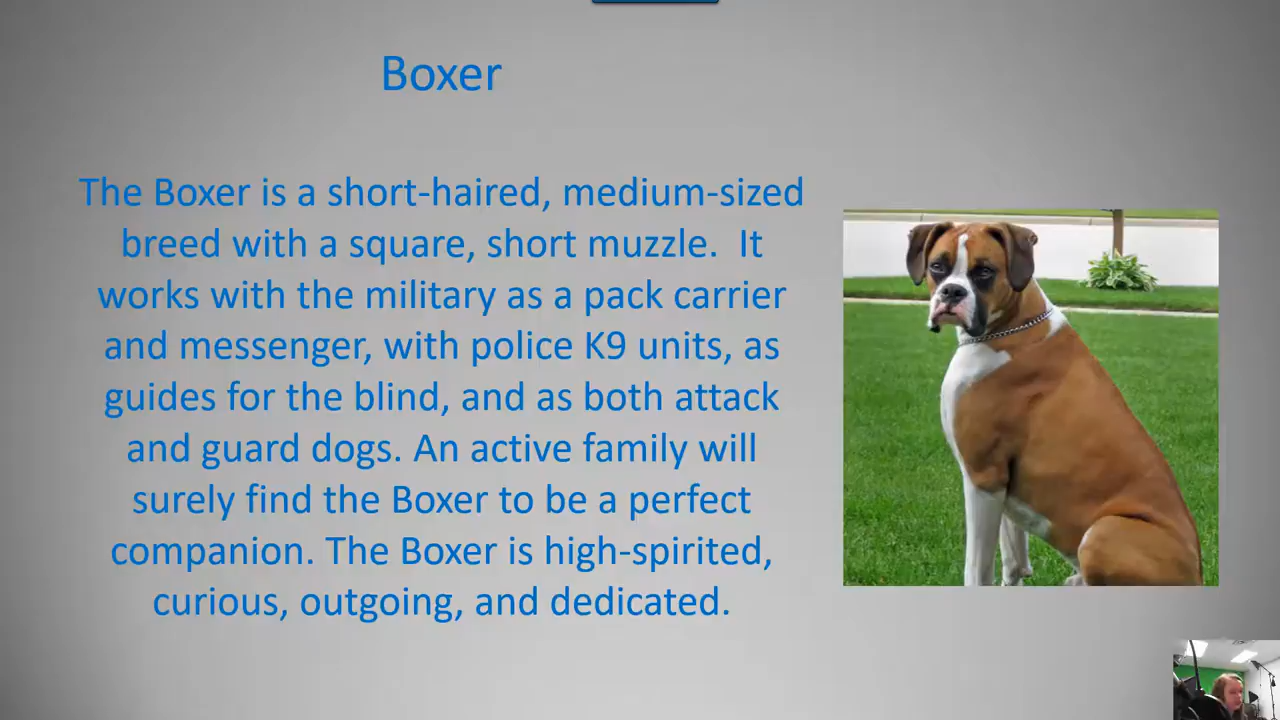 Boxer
The Boxer is a short-haired, medium-sized
breed with a square, short muzzle.  It
works with the military as a pack carrier
and messenger, with police K9 units, as
guides for the blind, and as both attack
and guard dogs. An active family will
surely find the Boxer to be a perfect
companion. The Boxer is high-spirited,
curious, outgoing, and dedicated.